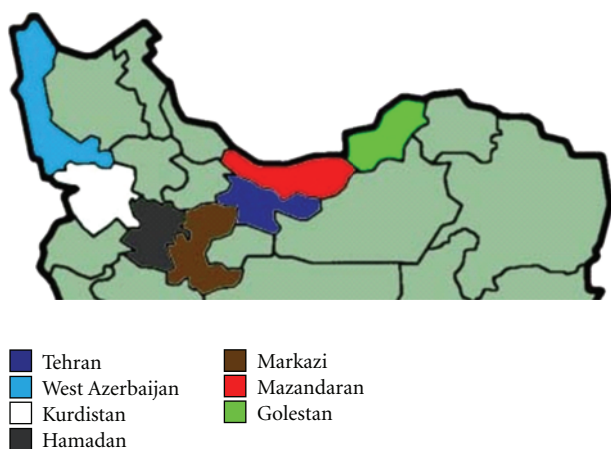 Tehran
West Azerbaijan
Kurdistan
Hamadan
Markazi
Mazandaran
Golestan